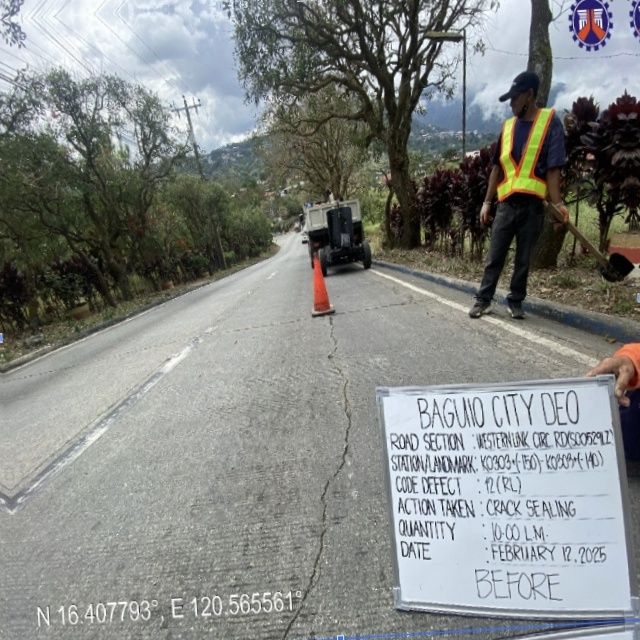 BAGUIO CITY DEO
ROAD SECTION : WESTERN LINK CIRC. RD (S00529LZ)
STATION/LANDMARK : K0303+(-150)-K0303+(-140)
CODE DEFECT : 12 (RL)
ACTION TAKEN : CRACK SEALING
QUANTITY : 10.00 L.M.
DATE : FEBRUARY 12, 2025
BEFORE
N 16.407793°, E 120.565561°